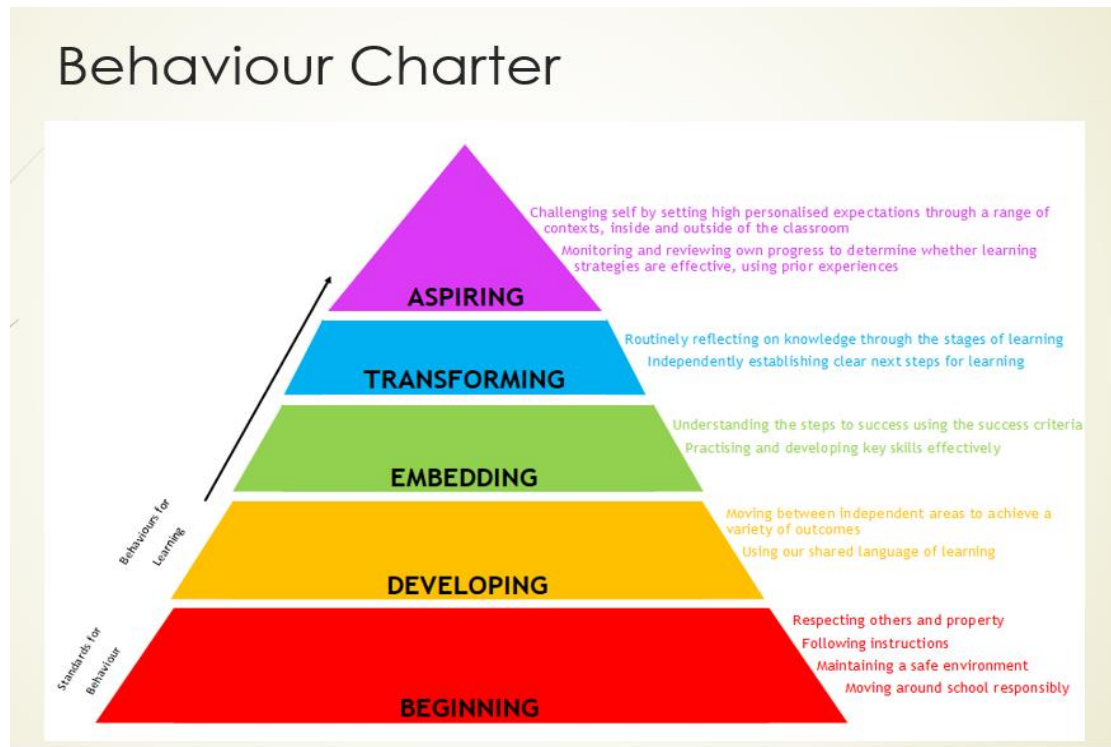 Behaviour Charter
Challenging self by setting high personalised expectations through a range of
contexts, inside and outside of the classroom
Monitoring and reviewing own progress to determine whether learning
strategies are effective, using prior experiences
ASPIRING
Routinely reflecting on knowledge through the stages of learning
Independently establishing clear next steps for learning
TRANSFORMING
Understanding the steps to success using the success criteria
Practising and developing key skills effectively
EMBEDDING
Behaviours for
Learning
Moving between independent areas to achieve a
variety of outcomes
Using our shared language of learning
DEVELOPING
Standards for
Behaviour
Respecting others and property
Following instructions
Maintaining a safe environment
Moving around school responsibly
BEGINNING